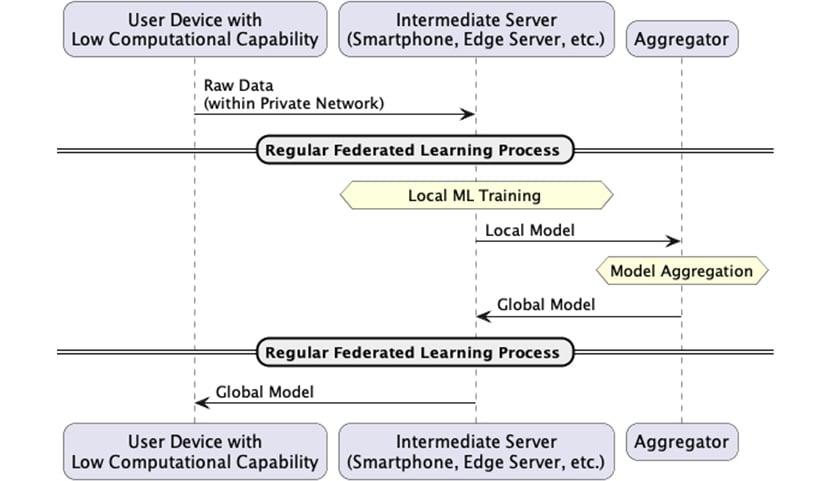 User Device with
Low Computational Capability
Intermediate Server
(Smartphone, Edge Server, etc.)
Aggregator
Raw Data
(within Private Network)
Regular Federated Learning Process
Local ML Training
Local Model
Model Aggregation
Global Model
Regular Federated Learning Process
Global Model
User Device with
Low Computational Capability
Intermediate Server
(Smartphone, Edge Server, etc.)
Aggregator